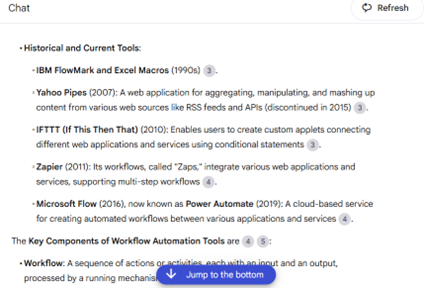 Chat
Refresh
• Historical and Current Tools:
◦ IBM FlowMark and Excel Macros (1990s) 3 .
◦ Yahoo Pipes (2007): A web application for aggregating, manipulating, and mashing up
content from various web sources like RSS feeds and APIs (discontinued in 2015) 3 .
◦ IFTTT (If This Then That) (2010): Enables users to create custom applets connecting
different web applications and services using conditional statements 3 .
◦ Zapier (2011): Its workflows, called "Zaps," integrate various web applications and
services, supporting multi-step workflows 4 .
◦ Microsoft Flow (2016), now known as Power Automate (2019): A cloud-based service
for creating automated workflows between various applications and services 4 .
The Key Components of Workflow Automation Tools are 4 5 :
• Workflow: A sequence of actions or activities, each with an input and an output,
processed by a running
Jump to the bottom